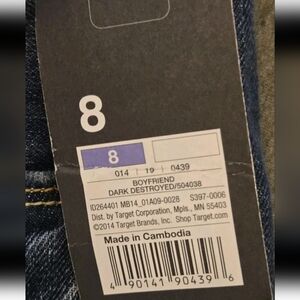 8
8
014 | 19 | 0439
BOYFRIEND
DARK DESTROYED/504038
ID264401 MB14_01A09-0028 S397-0006
Dist. by Target Corporation, Mpls., MN 55403
©2014 Target Brands, Inc. Shop Target.com
Made in Cambodia
4 90141 90439 6